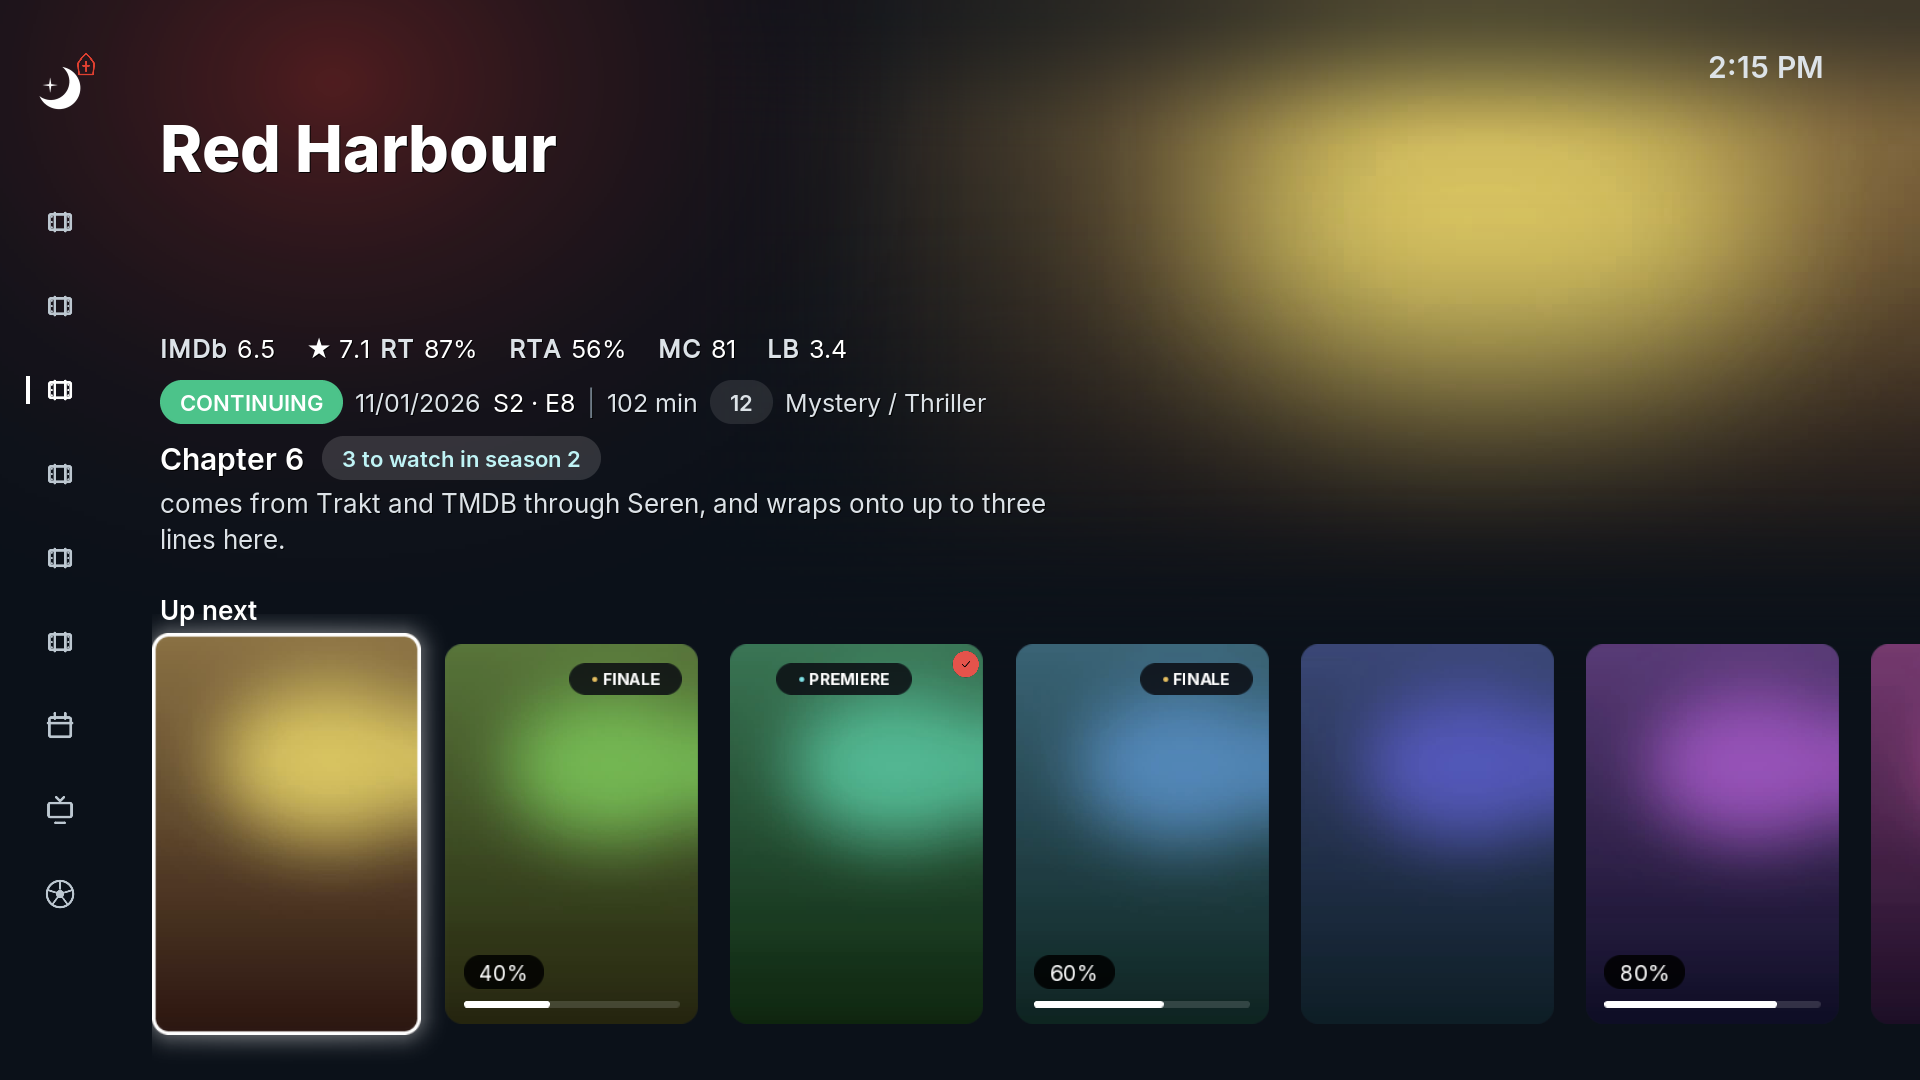 2:15 PM
Red Harbour
IMDb 6.5 ★ 7.1 RT 87% RTA 56% MC 81 LB 3.4
CONTINUING 11/01/2026 S2 · E8 | 102 min 12 Mystery / Thriller
Chapter 6 3 to watch in season 2
comes from Trakt and TMDB through Seren, and wraps onto up to three
lines here.
Up next
• FINALE
• PREMIERE
• FINALE
40%
60%
80%